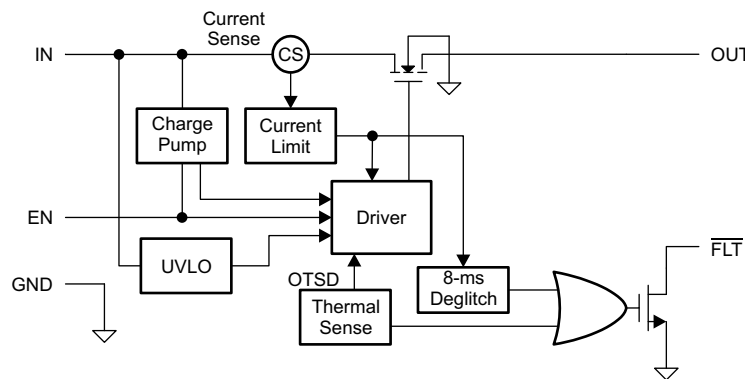 Current
Sense
IN
CS
OUT
Charge
Pump
Current
Limit
EN
Driver
UVLO
FLT
GND
OTSD
Thermal
Sense
8-ms
Deglitch